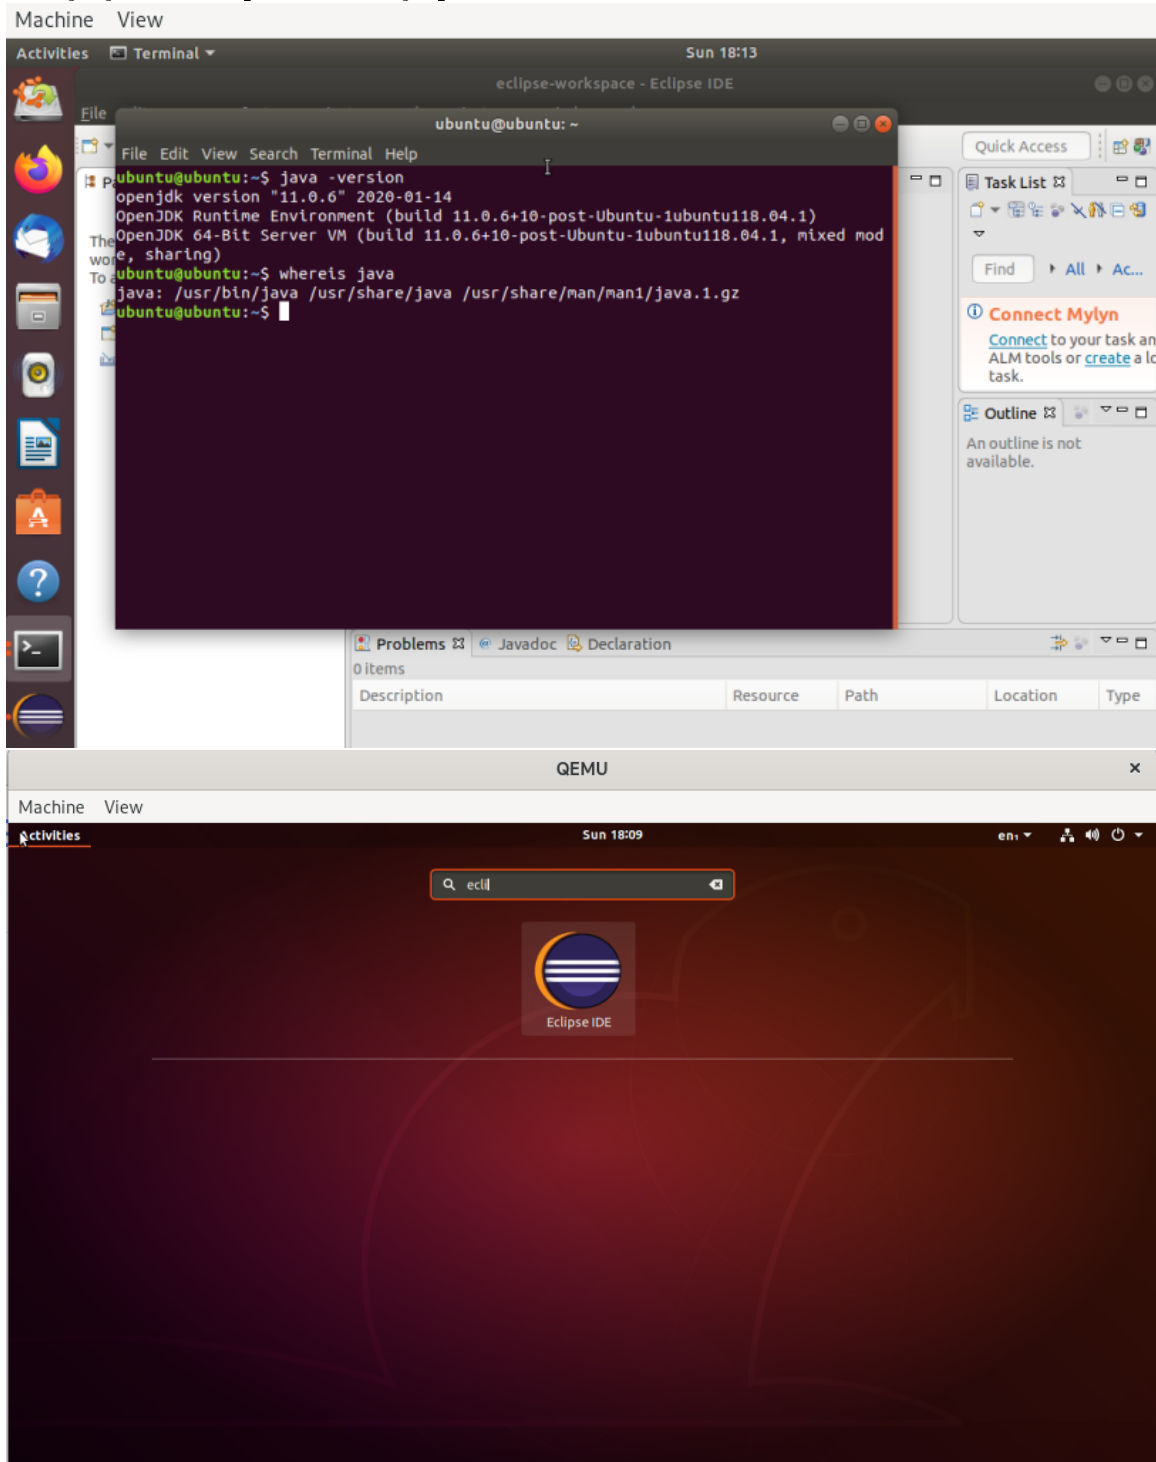 Machine View
Activities Terminal Sun 18:13
eclipse-workspace - Eclipse IDE
File
ubuntu@ubuntu: ~
File Edit View Search Terminal Help
ubuntu@ubuntu:~$ java -version
openjdk version "11.0.6" 2020-01-14
OpenJDK Runtime Environment (build 11.0.6+10-post-Ubuntu-1ubuntu118.04.1)
OpenJDK 64-Bit Server VM (build 11.0.6+10-post-Ubuntu-1ubuntu118.04.1, mixed mod
e, sharing)
ubuntu@ubuntu:~$ whereis java
java: /usr/bin/java /usr/share/java /usr/share/man/man1/java.1.gz
ubuntu@ubuntu:~$
P
The
wor
To a
Quick Access
Task List
Find All Ac...
Connect Mylyn
Connect to your task an
ALM tools or create a lo
task.
Outline
An outline is not
available.
Problems Javadoc Declaration
0 items
Description Resource Path Location Type
QEMU
Machine View
Activities Sun 18:09 en₁
ecli
Eclipse IDE